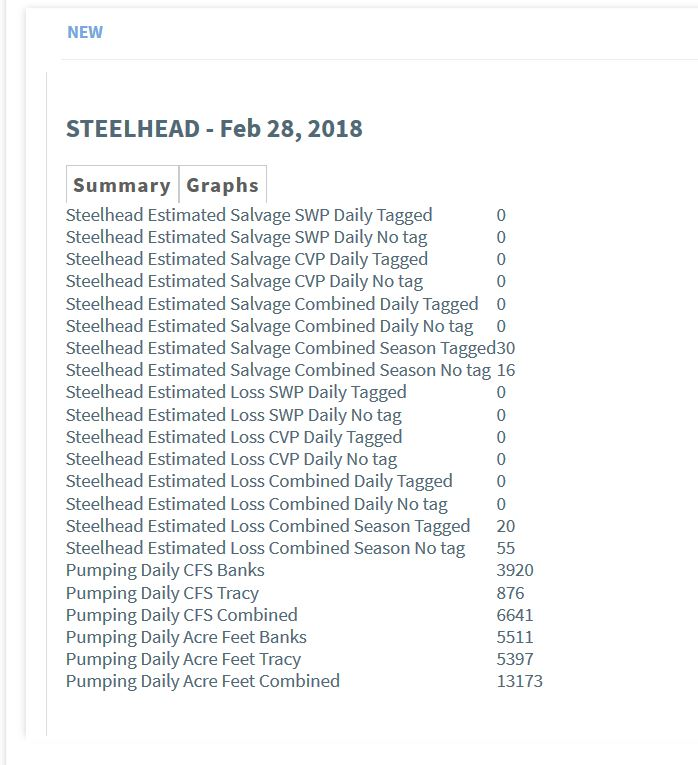 NEW
STEELHEAD - Feb 28, 2018
Summary Graphs
Steelhead Estimated Salvage SWP Daily Tagged 0
Steelhead Estimated Salvage SWP Daily No tag 0
Steelhead Estimated Salvage CVP Daily Tagged 0
Steelhead Estimated Salvage CVP Daily No tag 0
Steelhead Estimated Salvage Combined Daily Tagged 0
Steelhead Estimated Salvage Combined Daily No tag 0
Steelhead Estimated Salvage Combined Season Tagged30
Steelhead Estimated Salvage Combined Season No tag 16
Steelhead Estimated Loss SWP Daily Tagged 0
Steelhead Estimated Loss SWP Daily No tag 0
Steelhead Estimated Loss CVP Daily Tagged 0
Steelhead Estimated Loss CVP Daily No tag 0
Steelhead Estimated Loss Combined Daily Tagged 0
Steelhead Estimated Loss Combined Daily No tag 0
Steelhead Estimated Loss Combined Season Tagged 20
Steelhead Estimated Loss Combined Season No tag 55
Pumping Daily CFS Banks 3920
Pumping Daily CFS Tracy 876
Pumping Daily CFS Combined 6641
Pumping Daily Acre Feet Banks 5511
Pumping Daily Acre Feet Tracy 5397
Pumping Daily Acre Feet Combined 13173